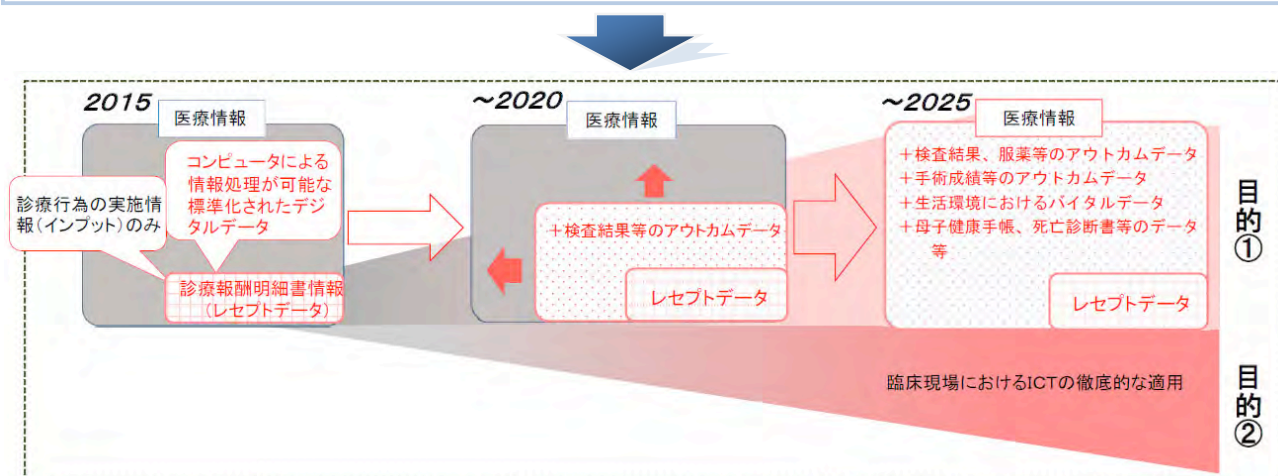 2015
医療情報
コンピュータによる
情報処理が可能な
標準化されたデジ
タルデータ
診療行為の実施情
報(インプット)のみ
診療報酬明細書情報
(レセプトデータ)
～2020
医療情報
＋検査結果等のアウトカムデータ
レセプトデータ
～2025
医療情報
＋検査結果、服薬等のアウトカムデータ
＋手術成績等のアウトカムデータ
＋生活環境におけるバイタルデータ
＋母子健康手帳、死亡診断書等のデータ
等
レセプトデータ
目的①
臨床現場におけるICTの徹底的な適用
目的②